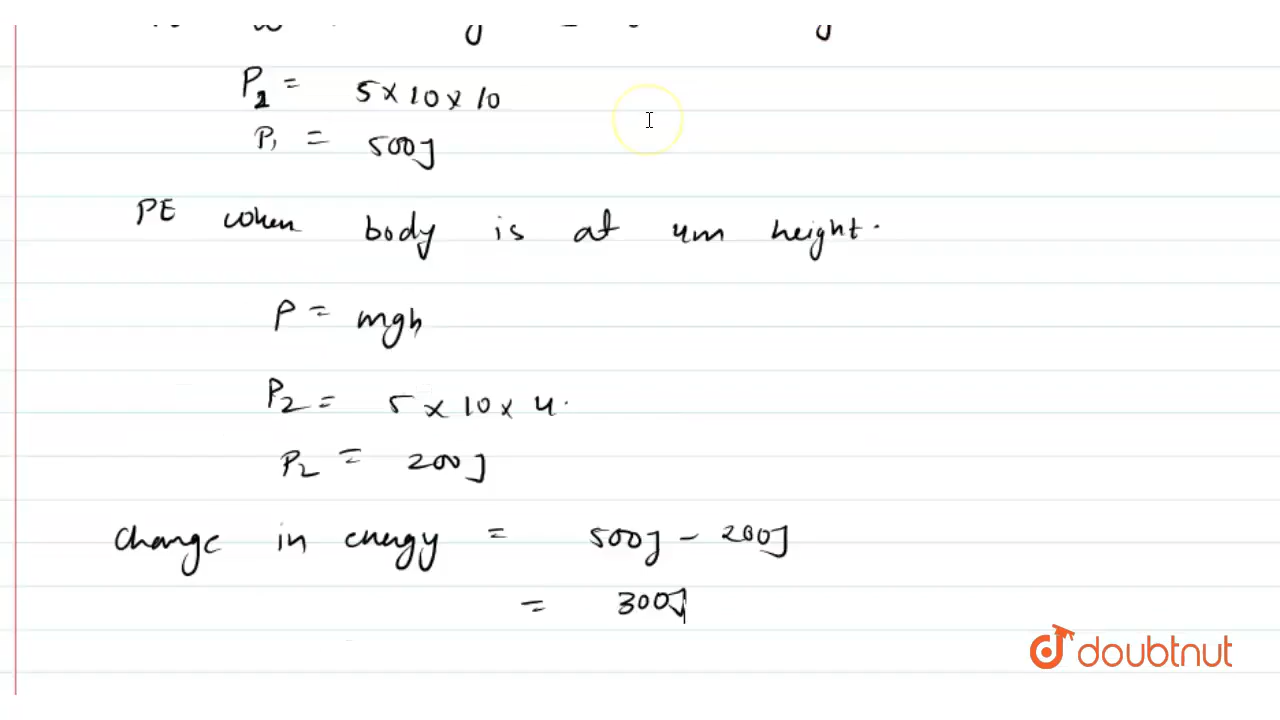 P1 = 5 × 10 × 10
P1 = 500J
PE when body is at 4m height.
P = mgh
P2 = 5 × 10 × 4.
P2 = 200J
Change in energy = 500J - 200J
= 300J
doubtnut